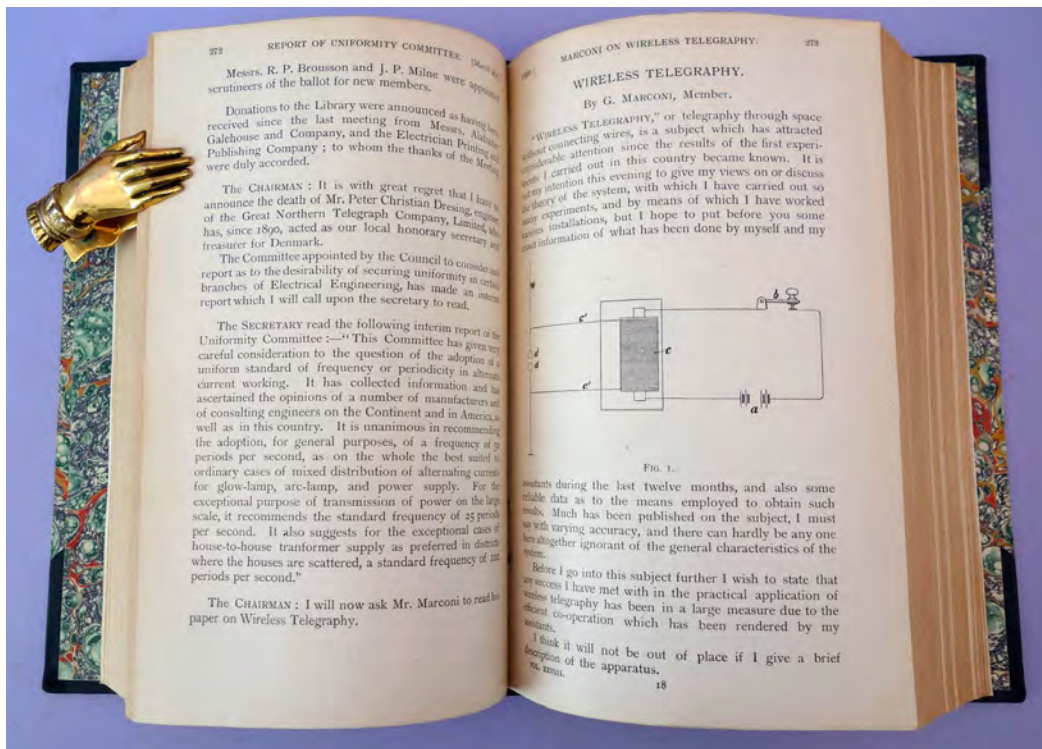 272
REPORT OF UNIFORMITY COMMITTEE.
Messrs. R. P. Brousson and J. P. Milne were appointed
scrutineers of the ballot for new members.
Donations to the Library were announced as having been
received since the last meeting from Messrs. Alabaster
Galehouse and Company, and the Electrician Printing and
Publishing Company ; to whom the thanks of the Meeting
were duly accorded.
The CHAIRMAN : It is with great regret that I have to
announce the death of Mr. Peter Christian Dresing, engineer
of the Great Northern Telegraph Company, Limited, who
has, since 1890, acted as our local honorary secretary and
treasurer for Denmark.
The Committee appointed by the Council to consider and
report as to the desirability of securing uniformity in certain
branches of Electrical Engineering, has made an interim
report which I will call upon the secretary to read.
The SECRETARY read the following interim report of the
Uniformity Committee :—“This Committee has given very
careful consideration to the question of the adoption of a
uniform standard of frequency or periodicity in alternate
current working. It has collected information and has
ascertained the opinions of a number of manufacturers and
of consulting engineers on the Continent and in America, as
well as in this country. It is unanimous in recommending
the adoption, for general purposes, of a frequency of 50
periods per second, as on the whole the best suited to
ordinary cases of mixed distribution of alternating currents
for glow-lamp, arc-lamp, and power supply. For the
exceptional purpose of transmission of power on the large
scale, it recommends the standard frequency of 25 periods
per second. It also suggests for the exceptional cases of
house-to-house tranformer supply as preferred in districts
where the houses are scattered, a standard frequency of 100
periods per second.”
The CHAIRMAN : I will now ask Mr. Marconi to read his
paper on Wireless Telegraphy.
MARCONI ON WIRELESS TELEGRAPHY.
273
WIRELESS TELEGRAPHY.
By G. MARCONI, Member.
“WIRELESS TELEGRAPHY,” or telegraphy through space
without connecting wires, is a subject which has attracted
considerable attention since the results of the first experi-
ments I carried out in this country became known. It is
not my intention this evening to give my views on or discuss
the theory of the system, with which I have carried out so
many experiments, and by means of which I have worked
various installations, but I hope to put before you some
exact information of what has been done by myself and my
w
c'
b
d
d
c
c'
a
FIG. 1.
assistants during the last twelve months, and also some
reliable data as to the means employed to obtain such
results. Much has been published on the subject, I must
say with varying accuracy, and there can hardly be any one
here altogether ignorant of the general characteristics of the
system.
Before I go into this subject further I wish to state that
any success I have met with in the practical application of
wireless telegraphy has been in a large measure due to the
efficient co-operation which has been rendered by my
assistants.
I think it will not be out of place if I give a brief
description of the apparatus.
VOL. XXVIII.
18